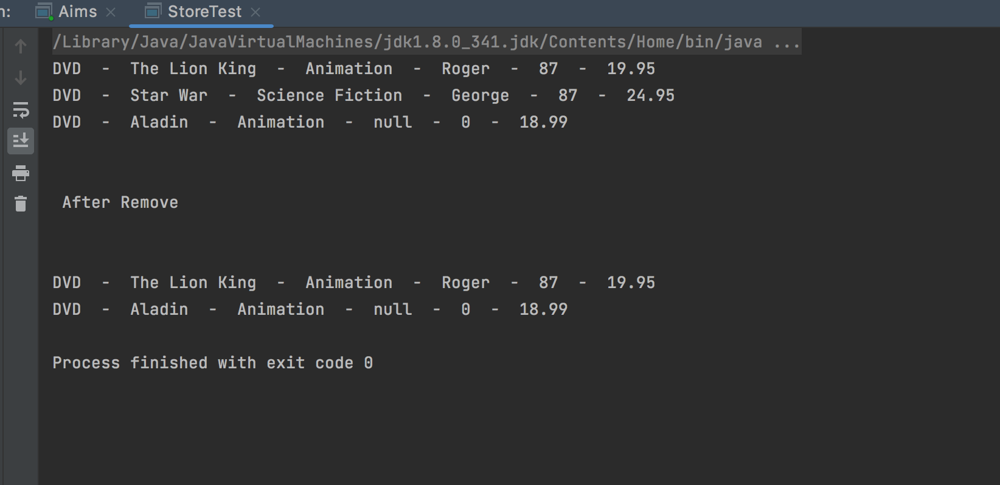 n: Aims StoreTest
/Library/Java/JavaVirtualMachines/jdk1.8.0_341.jdk/Contents/Home/bin/java ...
DVD  -  The Lion King  -  Animation  -  Roger  -  87  -  19.95
DVD  -  Star War  -  Science Fiction  -  George  -  87  -  24.95
DVD  -  Aladin  -  Animation  -  null  -  0  -  18.99
After Remove
DVD  -  The Lion King  -  Animation  -  Roger  -  87  -  19.95
DVD  -  Aladin  -  Animation  -  null  -  0  -  18.99
Process finished with exit code 0